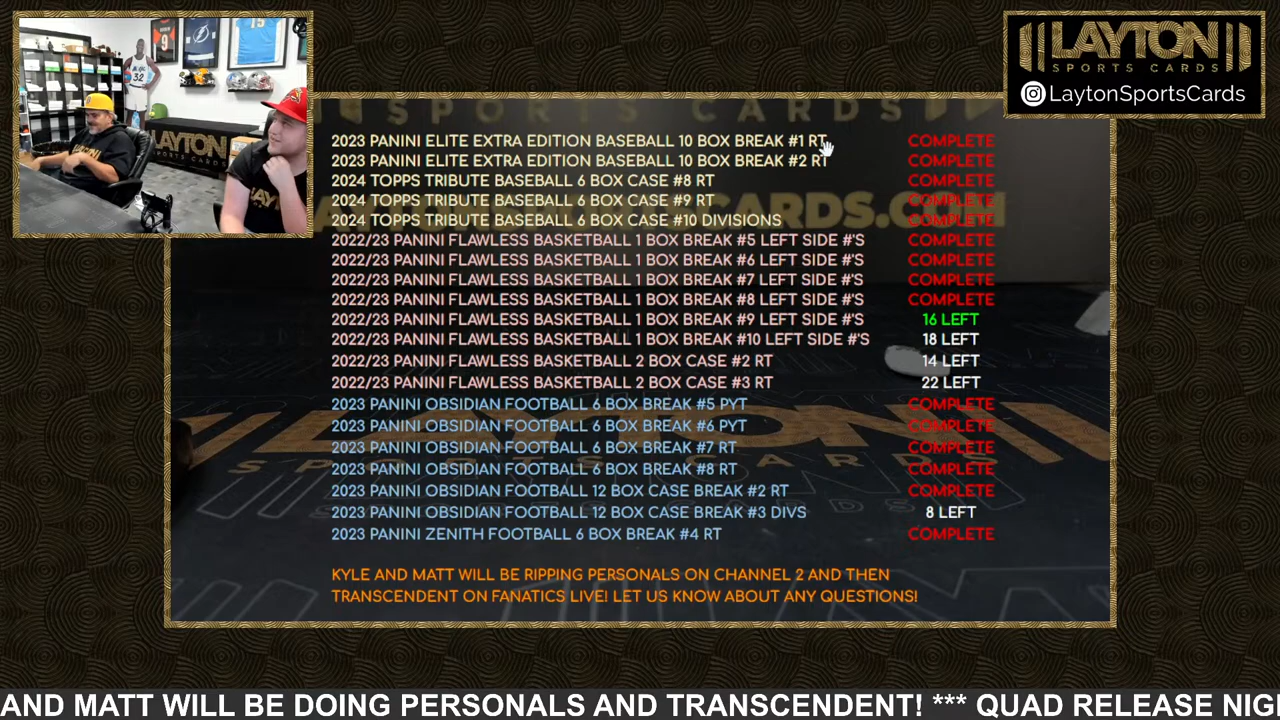 LAYTON
SPORTS CARDS
LaytonSportsCards
SPORTS CARDS
2023 PANINI ELITE EXTRA EDITION BASEBALL 10 BOX BREAK #1 RT COMPLETE
2023 PANINI ELITE EXTRA EDITION BASEBALL 10 BOX BREAK #2 RT COMPLETE
2024 TOPPS TRIBUTE BASEBALL 6 BOX CASE #8 RT COMPLETE
2024 TOPPS TRIBUTE BASEBALL 6 BOX CASE #9 RT COMPLETE
2024 TOPPS TRIBUTE BASEBALL 6 BOX CASE #10 DIVISIONS COMPLETE
2022/23 PANINI FLAWLESS BASKETBALL 1 BOX BREAK #5 LEFT SIDE #'S COMPLETE
2022/23 PANINI FLAWLESS BASKETBALL 1 BOX BREAK #6 LEFT SIDE #'S COMPLETE
2022/23 PANINI FLAWLESS BASKETBALL 1 BOX BREAK #7 LEFT SIDE #'S COMPLETE
2022/23 PANINI FLAWLESS BASKETBALL 1 BOX BREAK #8 LEFT SIDE #'S COMPLETE
2022/23 PANINI FLAWLESS BASKETBALL 1 BOX BREAK #9 LEFT SIDE #'S 16 LEFT
2022/23 PANINI FLAWLESS BASKETBALL 1 BOX BREAK #10 LEFT SIDE #'S 18 LEFT
2022/23 PANINI FLAWLESS BASKETBALL 2 BOX CASE #2 RT 14 LEFT
2022/23 PANINI FLAWLESS BASKETBALL 2 BOX CASE #3 RT 22 LEFT
2023 PANINI OBSIDIAN FOOTBALL 6 BOX BREAK #5 PYT COMPLETE
2023 PANINI OBSIDIAN FOOTBALL 6 BOX BREAK #6 PYT COMPLETE
2023 PANINI OBSIDIAN FOOTBALL 6 BOX BREAK #7 RT COMPLETE
2023 PANINI OBSIDIAN FOOTBALL 6 BOX BREAK #8 RT COMPLETE
2023 PANINI OBSIDIAN FOOTBALL 12 BOX CASE BREAK #2 RT COMPLETE
2023 PANINI OBSIDIAN FOOTBALL 12 BOX CASE BREAK #3 DIVS 8 LEFT
2023 PANINI ZENITH FOOTBALL 6 BOX BREAK #4 RT COMPLETE
KYLE AND MATT WILL BE RIPPING PERSONALS ON CHANNEL 2 AND THEN
TRANSCENDENT ON FANATICS LIVE! LET US KNOW ABOUT ANY QUESTIONS!
AND MATT WILL BE DOING PERSONALS AND TRANSCENDENT! *** QUAD RELEASE NIG